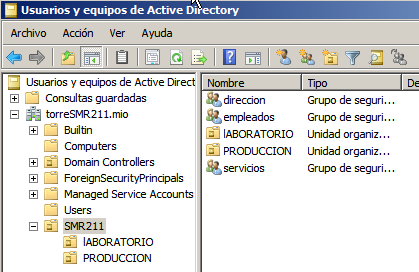 Usuarios y equipos de Active Directory
Archivo Acción Ver Ayuda
Usuarios y equipos de Active Direct
Consultas guardadas
torreSMR211.mio
Builtin
Computers
Domain Controllers
ForeignSecurityPrincipals
Managed Service Accounts
Users
SMR211
lABORATORIO
PRODUCCION
Nombre Tipo De
direccion Grupo de seguri...
empleados Grupo de seguri...
lABORATORIO Unidad organiz...
PRODUCCION Unidad organiz...
servicios Grupo de seguri...